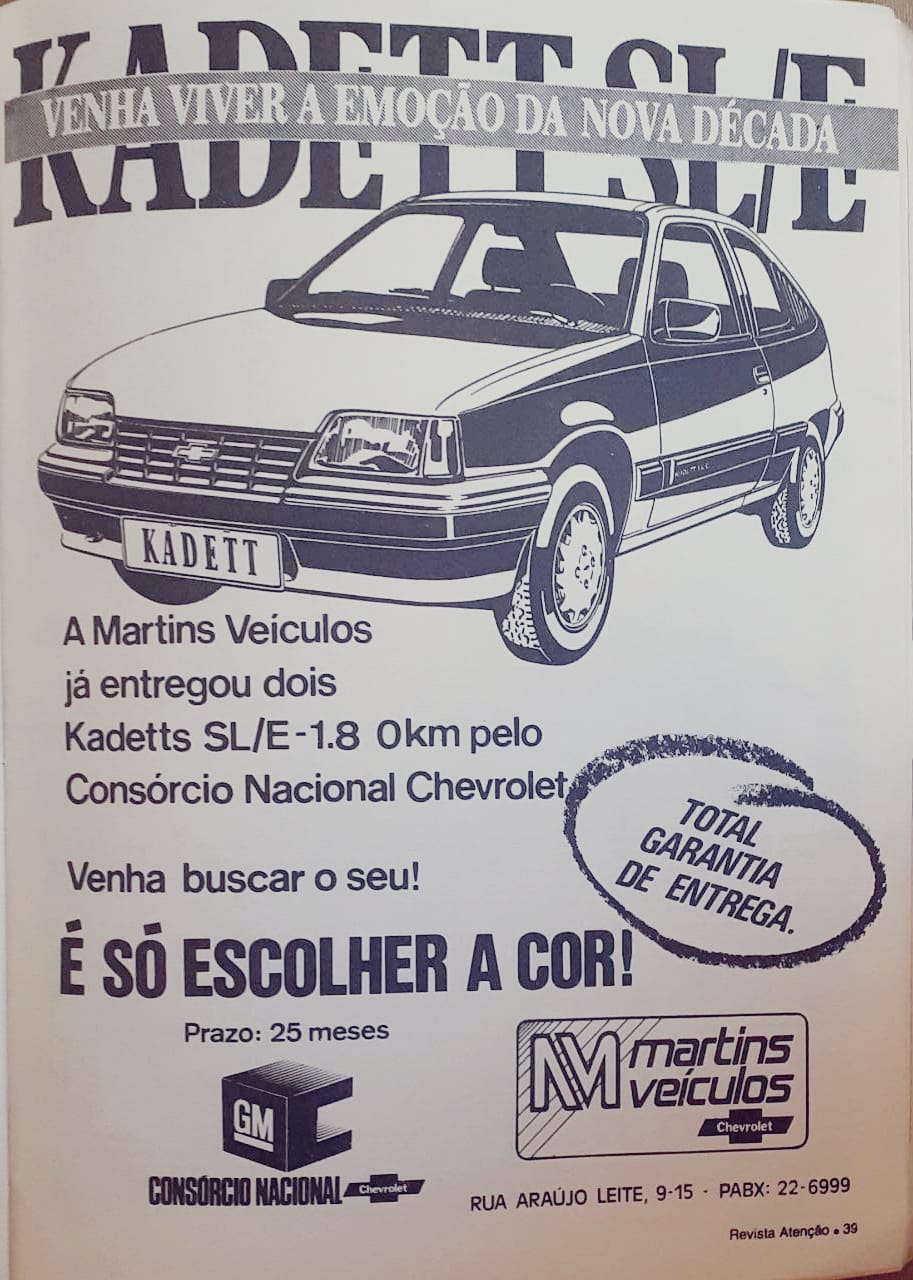 KADETT SL/E
VENHA VIVER A EMOÇÃO DA NOVA DÉCADA
KADETT SL/E
KADETT
A Martins Veículos
já entregou dois
Kadetts SL/E-1.8 0km pelo
Consórcio Nacional Chevrolet
TOTAL
GARANTIA
DE ENTREGA.
Venha buscar o seu!
É SÓ ESCOLHER A COR!
Prazo: 25 meses
GM
CONSÓRCIO NACIONAL Chevrolet
martins
veículos
Chevrolet
RUA ARAÚJO LEITE, 9-15 - PABX: 22-6999
Revista Atenção • 39